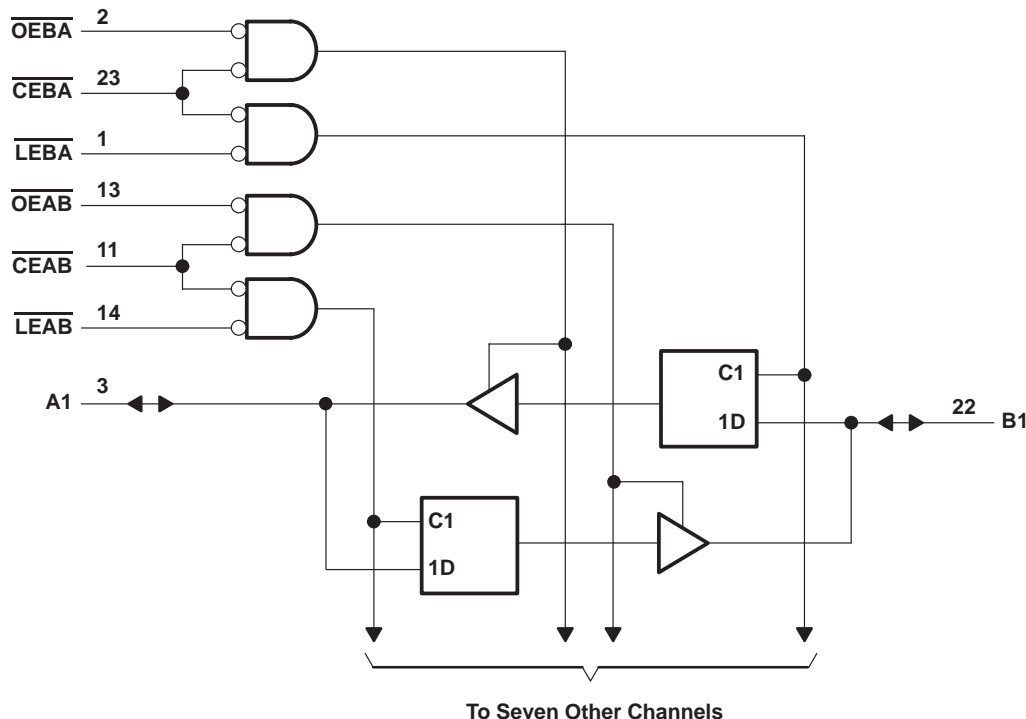 OEBA 2
CEBA 23
LEBA 1
OEAB 13
CEAB 11
LEAB 14
A1 3
C1
1D
22 B1
C1
1D
To Seven Other Channels